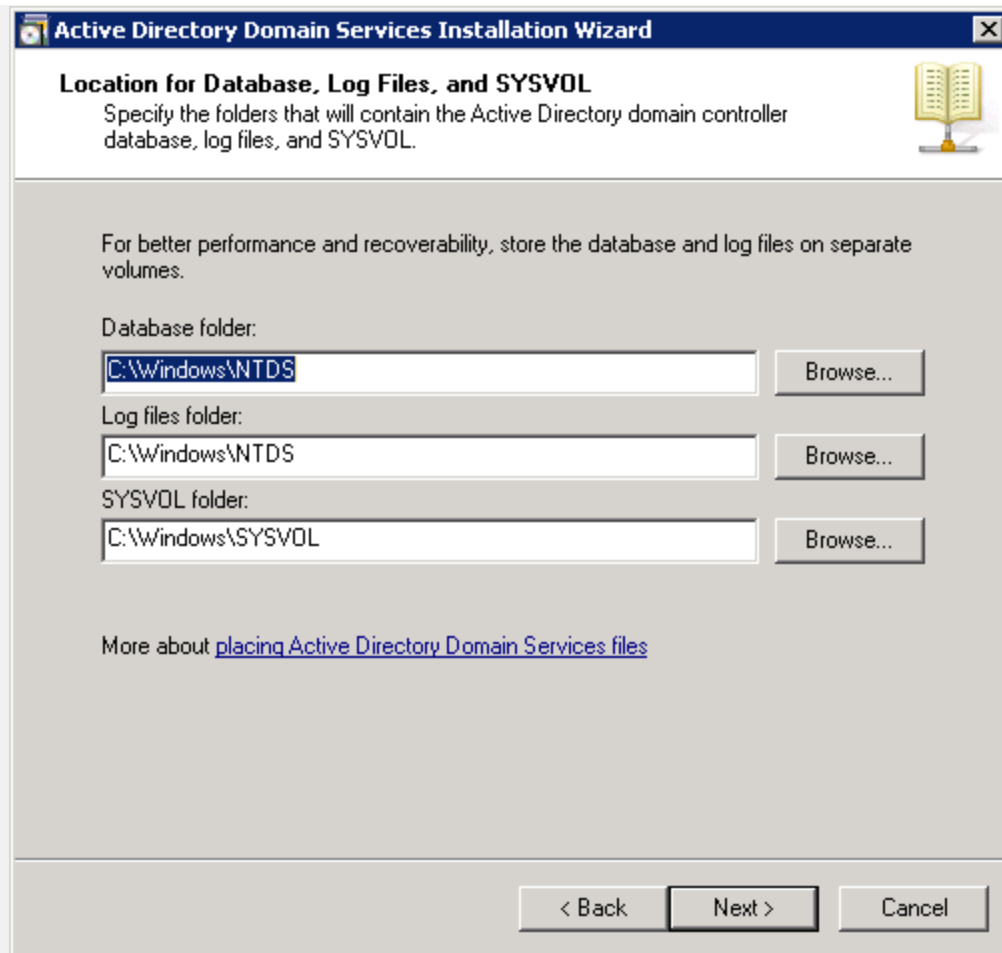 Active Directory Domain Services Installation Wizard
Location for Database, Log Files, and SYSVOL
Specify the folders that will contain the Active Directory domain controller
database, log files, and SYSVOL.
For better performance and recoverability, store the database and log files on separate
volumes.
Database folder:
C:\Windows\NTDS
Browse...
Log files folder:
C:\Windows\NTDS
Browse...
SYSVOL folder:
C:\Windows\SYSVOL
Browse...
More about placing Active Directory Domain Services files
< Back
Next >
Cancel